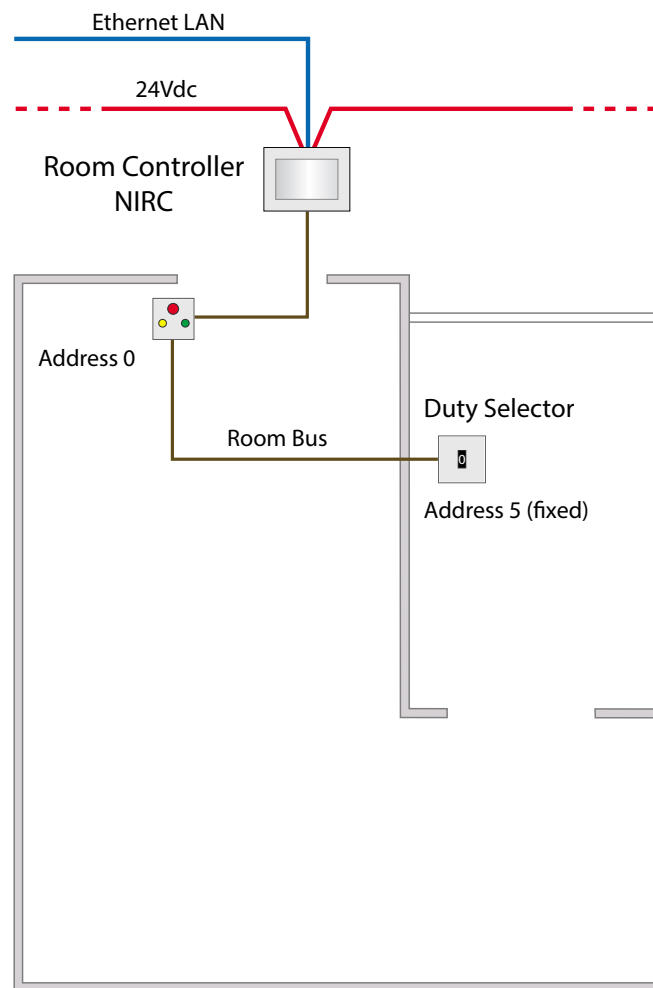 Ethernet LAN
24Vdc
Room Controller
NIRC
Address 0
Duty Selector
Room Bus
0
Address 5 (fixed)